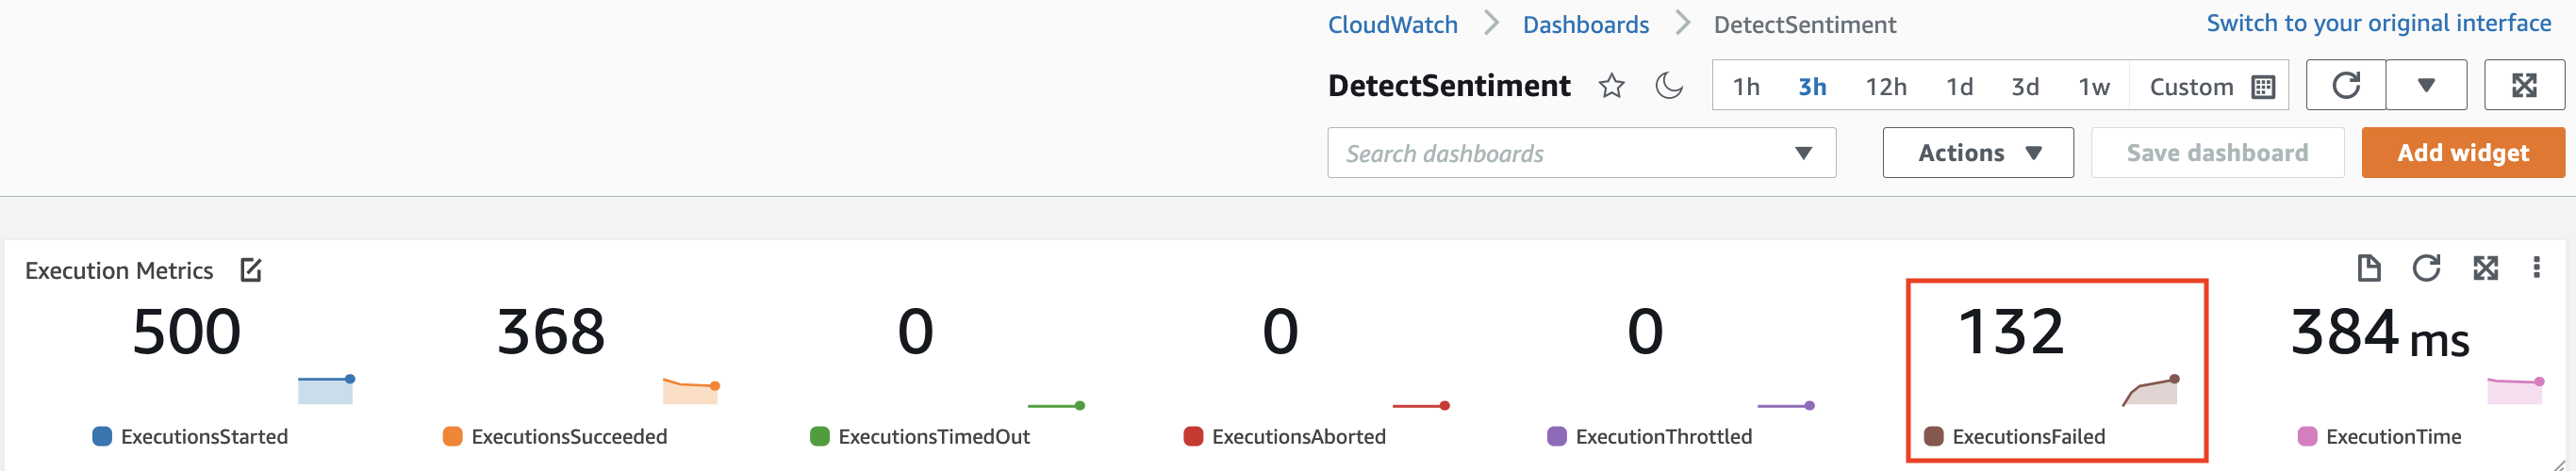 CloudWatch Dashboards DetectSentiment
Switch to your original interface
DetectSentiment
1h 3h 12h 1d 3d 1w Custom
Search dashboards
Actions
Save dashboard
Add widget
Execution Metrics
500 368 0 0 0 132 384 ms
ExecutionsStarted ExecutionsSucceeded ExecutionsTimedOut ExecutionsAborted ExecutionThrottled ExecutionsFailed ExecutionTime